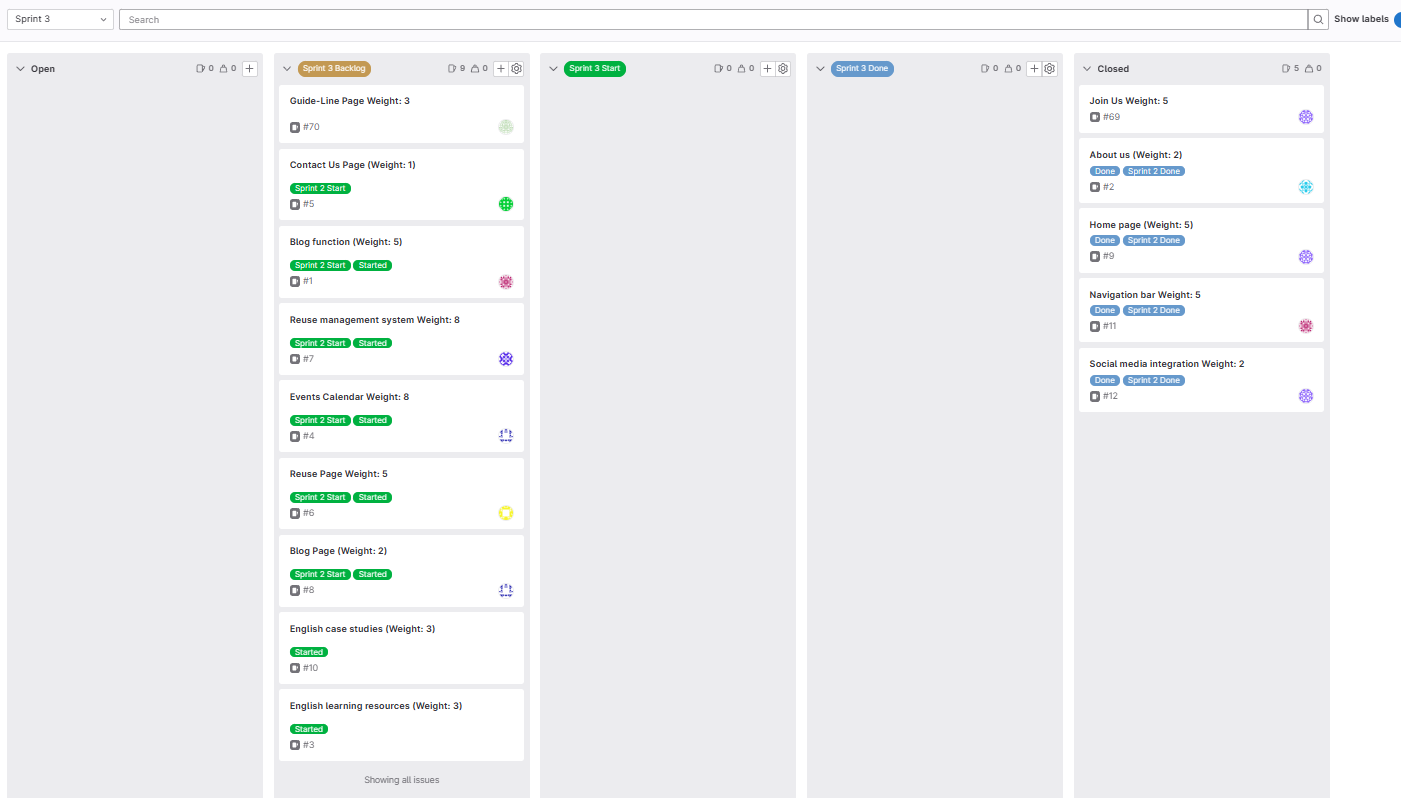 Sprint 3
Search
Show labels
Open
0 0
Sprint 3 Backlog
9 0
Guide-Line Page Weight: 3
#70
Contact Us Page (Weight: 1)
Sprint 2 Start
#5
Blog function (Weight: 5)
Sprint 2 Start Started
#1
Reuse management system Weight: 8
Sprint 2 Start Started
#7
Events Calendar Weight: 8
Sprint 2 Start Started
#4
Reuse Page Weight: 5
Sprint 2 Start Started
#6
Blog Page (Weight: 2)
Sprint 2 Start Started
#8
English case studies (Weight: 3)
Started
#10
English learning resources (Weight: 3)
Started
#3
Showing all issues
Sprint 3 Start
0 0
Sprint 3 Done
0 0
Closed
5 0
Join Us Weight: 5
#69
About us (Weight: 2)
Done Sprint 2 Done
#2
Home page (Weight: 5)
Done Sprint 2 Done
#9
Navigation bar Weight: 5
Done Sprint 2 Done
#11
Social media integration Weight: 2
Done Sprint 2 Done
#12